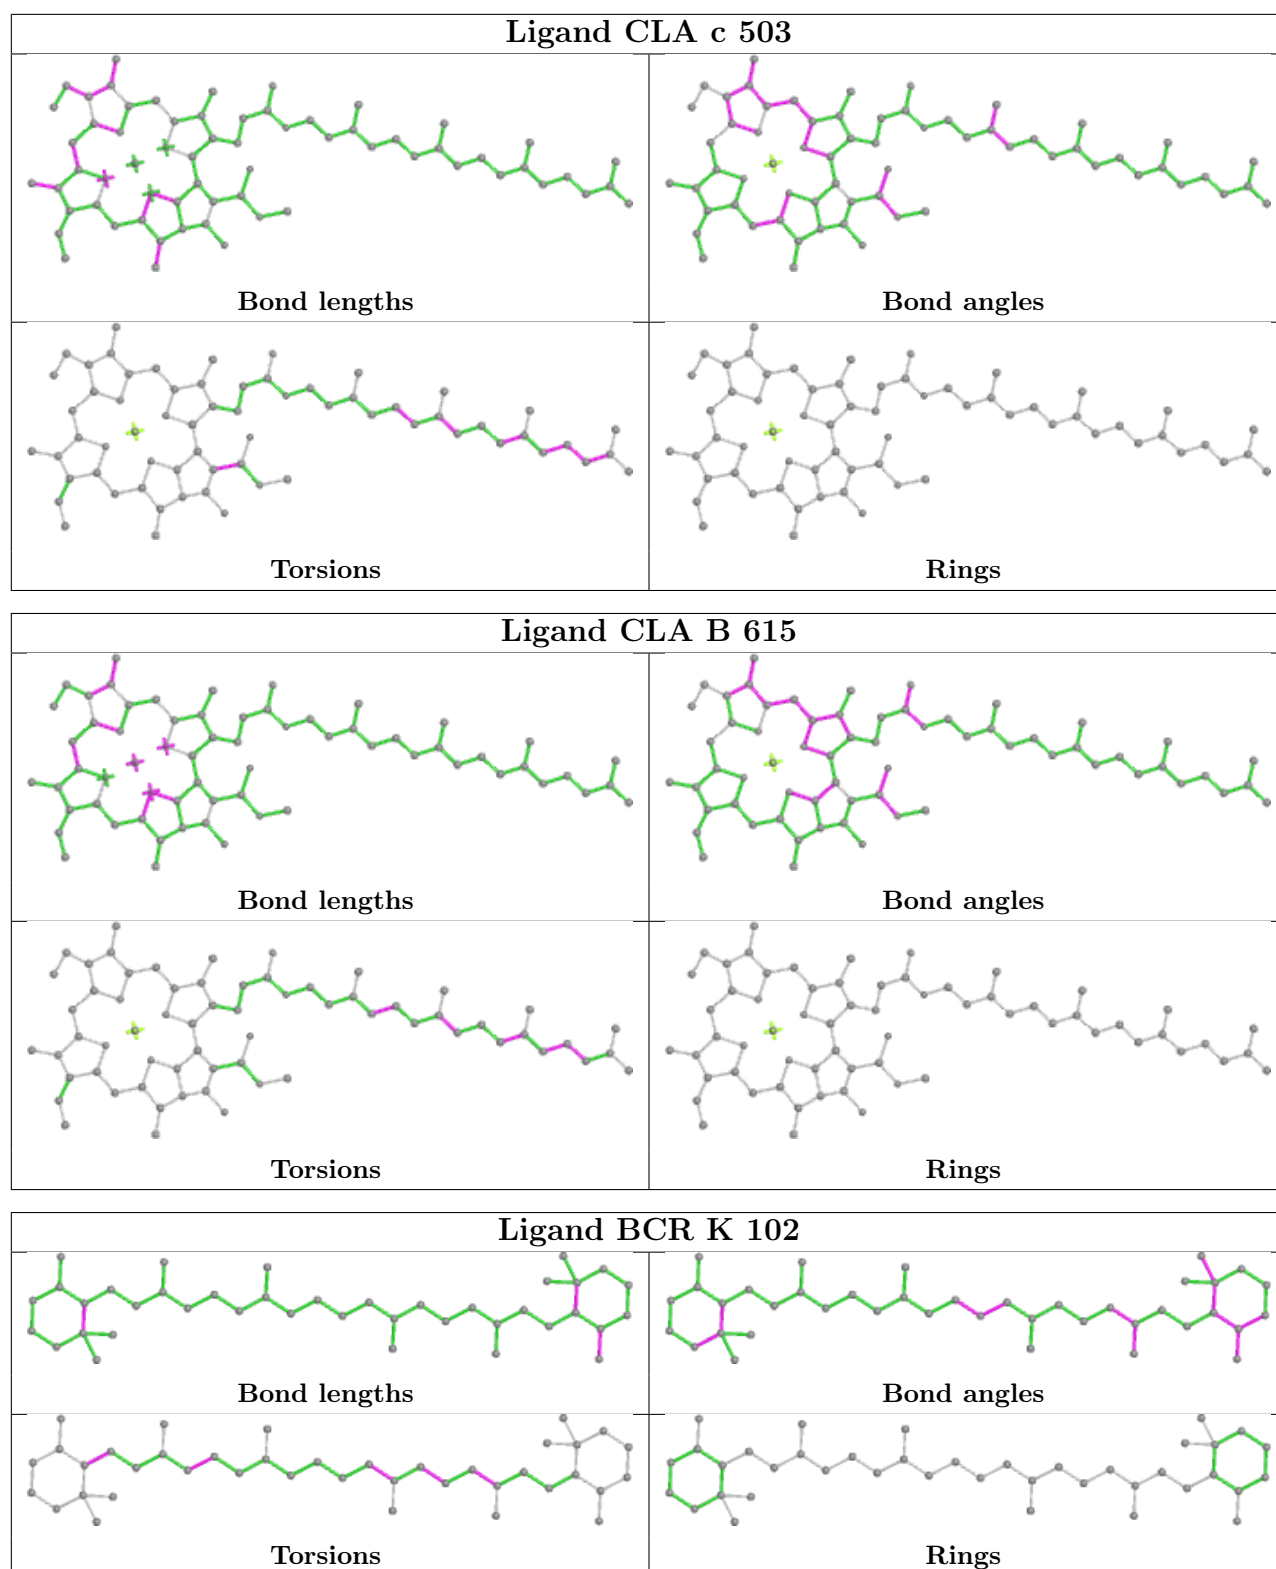 Ligand CLA c 503
Bond lengths
Bond angles
Torsions
Rings
Ligand CLA B 615
Bond lengths
Bond angles
Torsions
Rings
Ligand BCR K 102
Bond lengths
Bond angles
Torsions
Rings